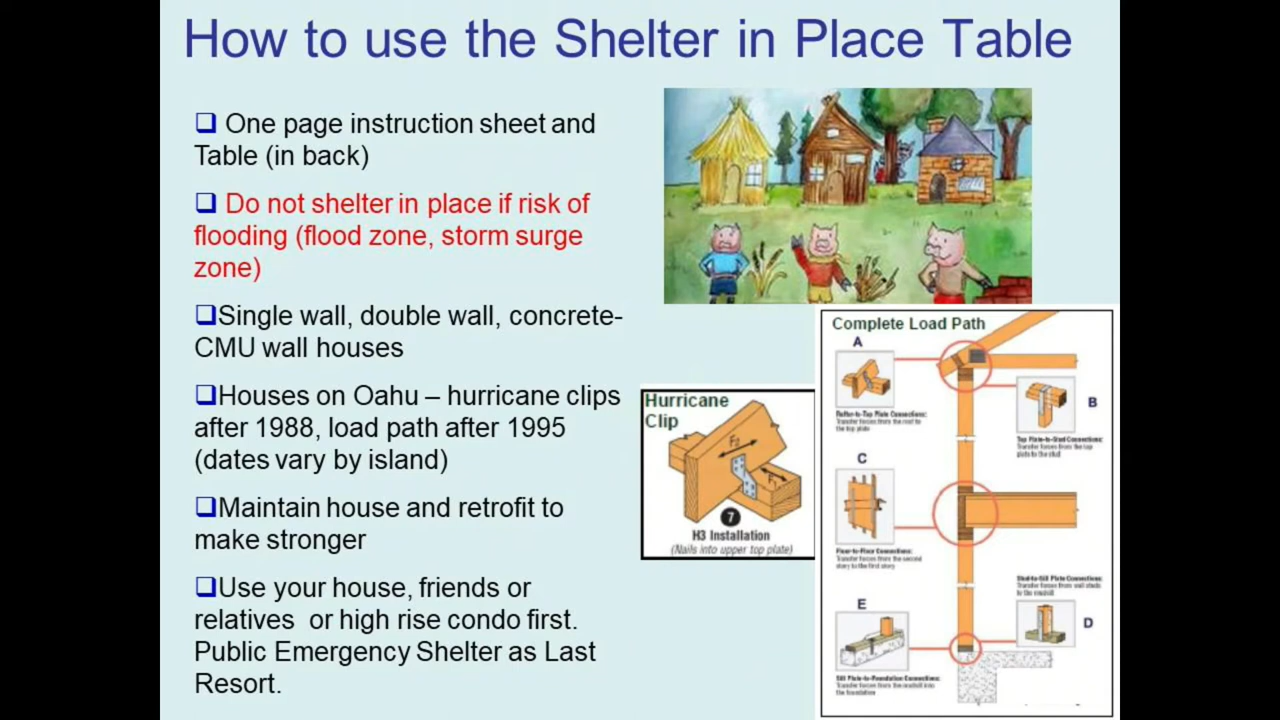 How to use the Shelter in Place Table
❑ One page instruction sheet and
Table (in back)
❑ Do not shelter in place if risk of
flooding (flood zone, storm surge
zone)
❑Single wall, double wall, concrete-
CMU wall houses
❑Houses on Oahu – hurricane clips
after 1988, load path after 1995
(dates vary by island)
❑Maintain house and retrofit to
make stronger
❑Use your house, friends or
relatives or high rise condo first.
Public Emergency Shelter as Last
Resort.
Hurricane
Clip
F2
F1
7
H3 Installation
(Nails into upper top plate)
Complete Load Path
A
Rafter-to-Top Plate Connections:
Transfer forces from the roof to
the top plate
B
Top Plate-to-Stud Connections:
Transfer forces from the top
plate to the stud
C
Floor-to-Floor Connections:
Transfer forces from the second
story to the first story
Stud-to-Sill Plate Connections:
Transfer forces from wall studs
to the mudsill
D
E
Sill Plate-to-Foundation Connections:
Transfer forces from the mudsill into
the foundation